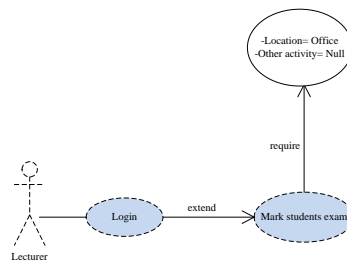 -Location= Office
-Other activity= Null
require
extend
Login
Mark students exam
Lecturer